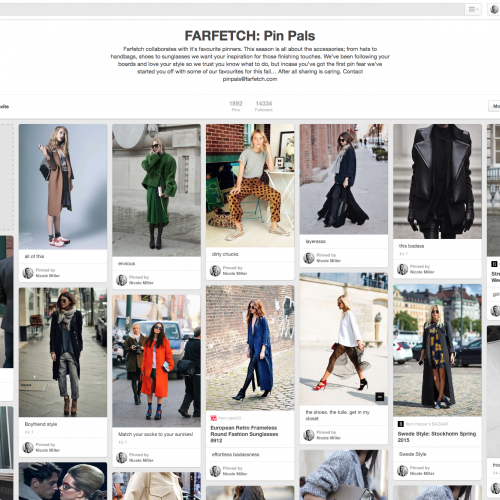 FARFETCH: Pin Pals
Farfetch collaborates with it's favourite pinners. This season is all about the accessories; from hats to
handbags, shoes to sunglasses we want your inspiration for those finishing touches. We've been following your
boards and love your style so we trust you know what to do, but incase you've got the first pin fear we've
started you off with some of our favourites for this fall... After all sharing is caring. Contact
pinpals@farfetch.com
1892
Pins
14334
Followers
Mo
all of this
Pinned by
Nicole Miller
envious
Pinned by
Nicole Miller
dirty chucks
Pinned by
Nicole Miller
layerssss
Pinned by
Nicole Miller
this badass
Pinned by
Nicole Miller
Boyfriend style
Pinned by
Nicole Miller
Match your socks to your sunnies!
Pinned by
Nicole Miller
European Retro Frameless
Round Fashion Sunglasses
8912
effortless badassness
Pinned by
Nicole Miller
the shoes. the tulle. get in my
closet
Pinned by
Nicole Miller
from Harper's BAZAAR
Swede Style: Stockholm Spring
2015
Swede Style
Pinned by
Nicole Miller